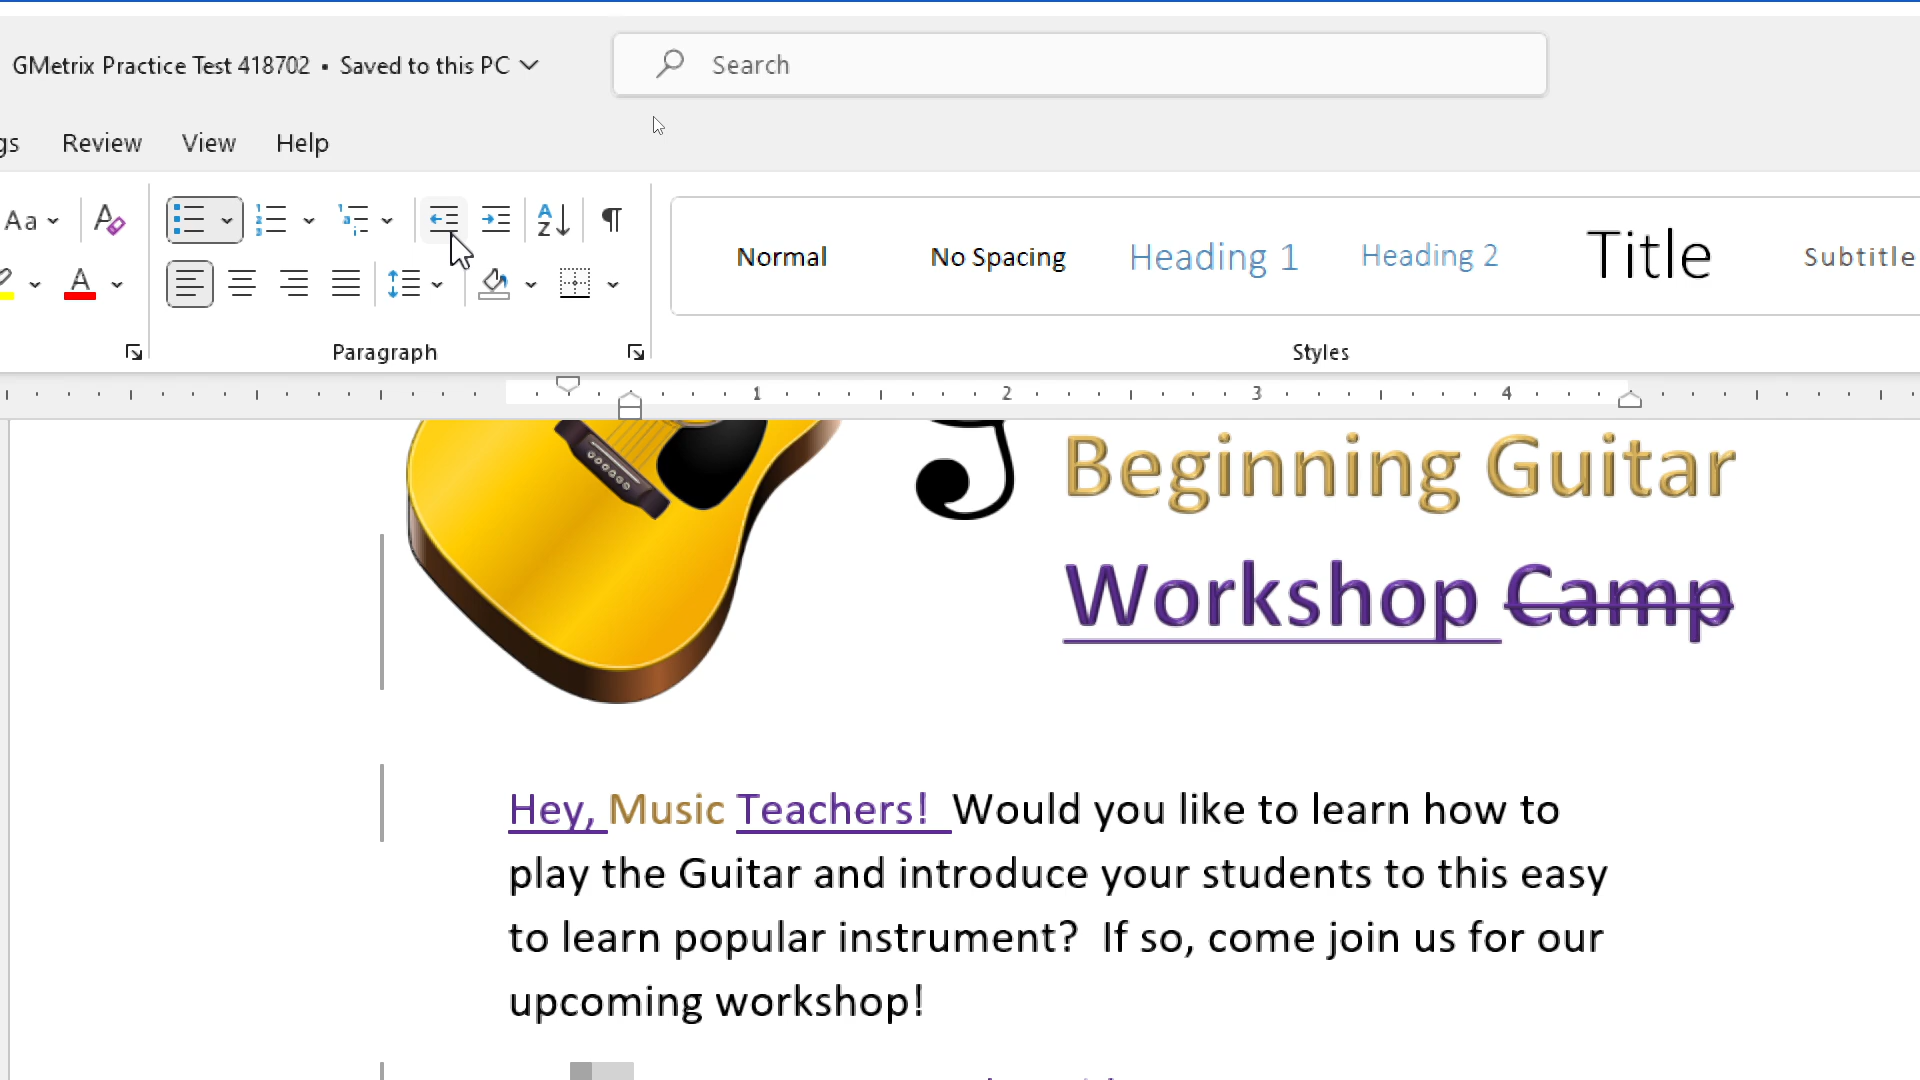 GMetrix Practice Test 418702 • Saved to this PC
Search
gs Review View Help
Aa
Normal No Spacing Heading 1 Heading 2 Title Subtitle
Paragraph Styles
1 2 3 4
Beginning Guitar
Workshop Camp
Hey, Music Teachers!  Would you like to learn how to
play the Guitar and introduce your students to this easy
to learn popular instrument?  If so, come join us for our
upcoming workshop!